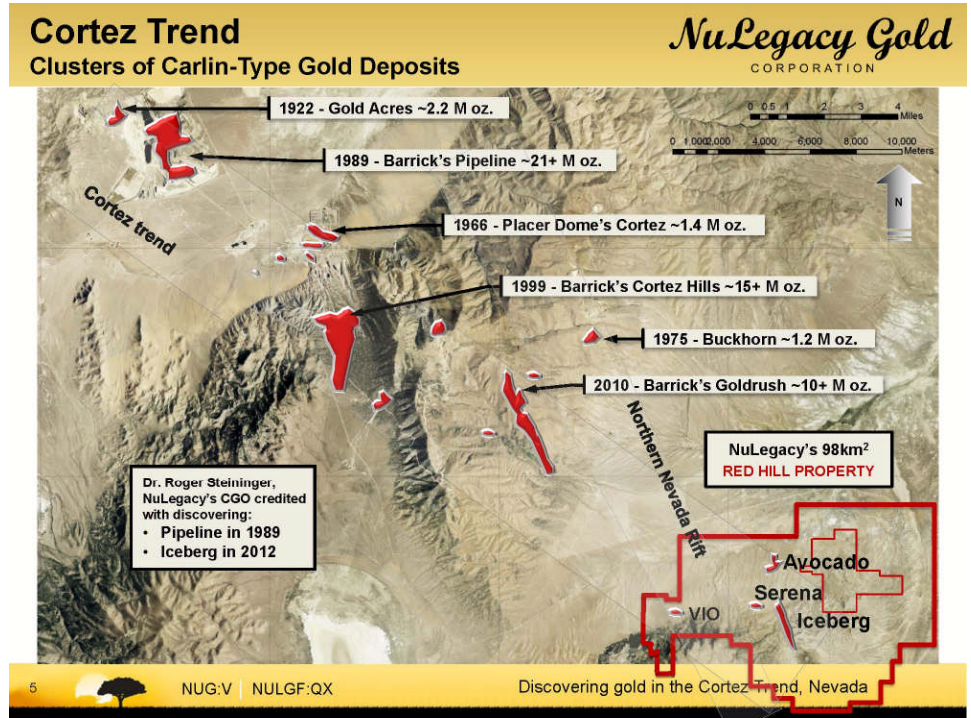 Cortez Trend
Clusters of Carlin-Type Gold Deposits
NuLegacy Gold
CORPORATION
1922 - Gold Acres ~2.2 M oz.
0 0.5 1 2 3 4
Miles
1989 - Barrick's Pipeline ~21+ M oz.
0 1,0002,000 4,000 6,000 8,000 10,000
Meters
N
Cortez trend
1966 - Placer Dome's Cortez ~1.4 M oz.
1999 - Barrick's Cortez Hills ~15+ M oz.
1975 - Buckhorn ~1.2 M oz.
2010 - Barrick's Goldrush ~10+ M oz.
Northern Nevada Rift
NuLegacy's 98km²
RED HILL PROPERTY
Dr. Roger Steininger,
NuLegacy's CGO credited
with discovering:
• Pipeline in 1989
• Iceberg in 2012
Avocado
Serena
VIO
Iceberg
5
NUG:V | NULGF:QX
Discovering gold in the Cortez Trend, Nevada